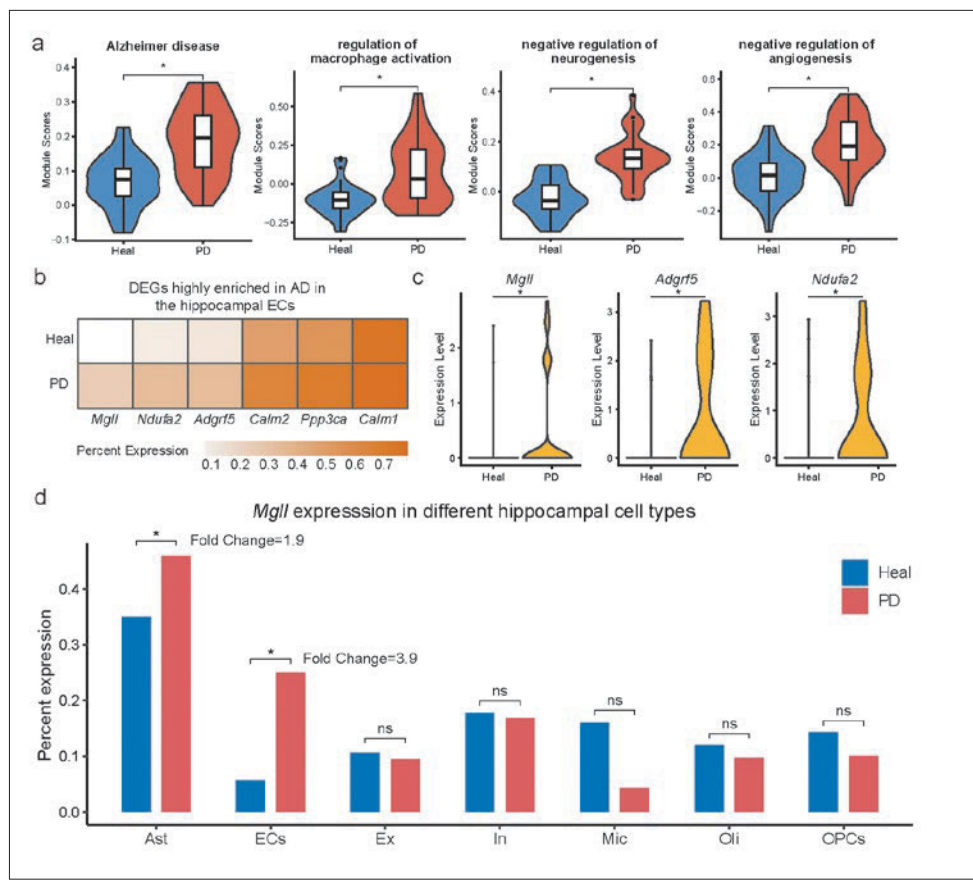 a
Alzheimer disease
regulation of
macrophage activation
negative regulation of
neurogenesis
negative regulation of
angiogenesis
*
*
*
*
Module Scores
0.4
0.3
0.2
0.1
0.0
−0.1
Heal
PD
Module Scores
0.50
0.25
0.00
−0.25
Heal
PD
Module Scores
0.4
0.2
0.0
Heal
PD
Module Scores
0.4
0.2
0.0
−0.2
Heal
PD
b
DEGs highly enriched in AD in
the hippocampal ECs
Heal
PD
Mgll Ndufa2 Adgrf5 Calm2 Ppp3ca Calm1
Percent Expression
0.1 0.2 0.3 0.4 0.5 0.6 0.7
c
Mgll
*
Expression Level
2
1
0
Heal
PD
Adgrf5
*
Expression Level
3
2
1
0
Heal
PD
Ndufa2
*
Expression Level
3
2
1
0
Heal
PD
d
Mgll expresssion in different hippocampal cell types
Percent expression
0.4
0.3
0.2
0.1
0.0
*
Fold Change=1.9
*
Fold Change=3.9
ns
ns
ns
ns
ns
Heal
PD
Ast ECs Ex In Mic Oli OPCs